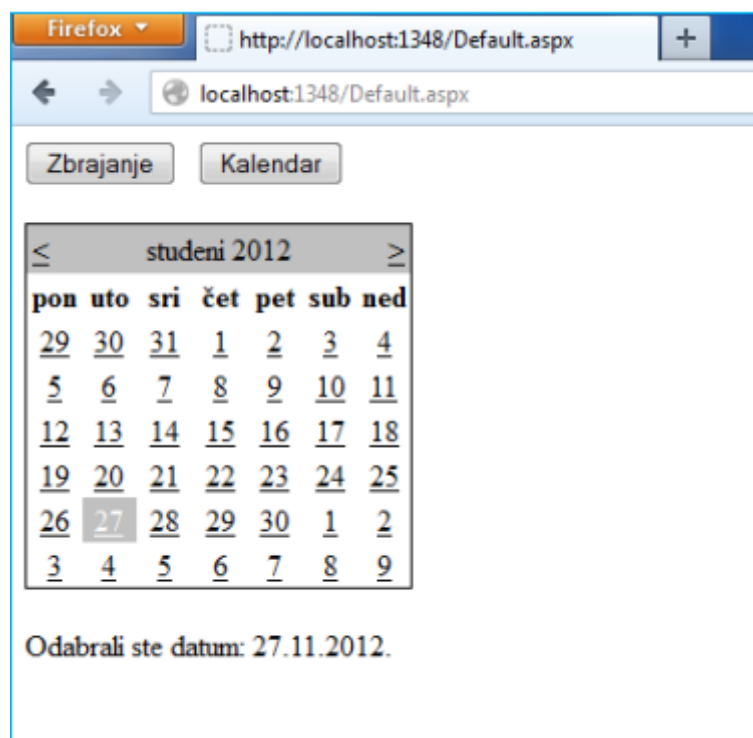 Firefox
http://localhost:1348/Default.aspx +
localhost:1348/Default.aspx
Zbrajanje Kalendar
< studeni 2012 >
pon uto sri čet pet sub ned
29 30 31 1 2 3 4
5 6 7 8 9 10 11
12 13 14 15 16 17 18
19 20 21 22 23 24 25
26 27 28 29 30 1 2
3 4 5 6 7 8 9
Odabrali ste datum: 27.11.2012.